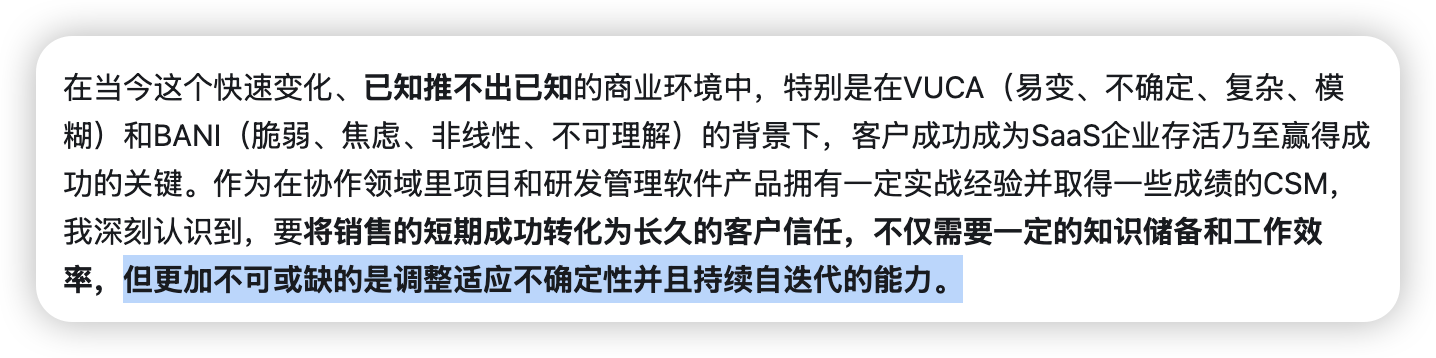 在当今这个快速变化、已知推不出已知的商业环境中，特别是在VUCA（易变、不确定、复杂、模
糊）和BANI（脆弱、焦虑、非线性、不可理解）的背景下，客户成功成为SaaS企业存活乃至赢得成
功的关键。作为在协作领域里项目和研发管理软件产品拥有一定实战经验并取得一些成绩的CSM，
我深刻认识到，要将销售的短期成功转化为长久的客户信任，不仅需要一定的知识储备和工作效
率，但更加不可或缺的是调整适应不确定性并且持续自迭代的能力。